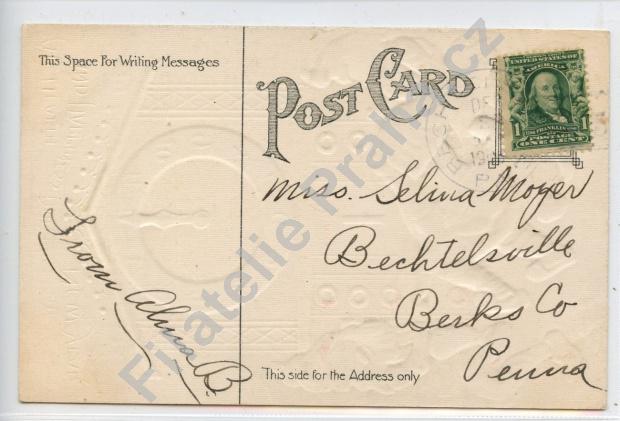 This Space For Writing Messages
POST CARD
UNITED STATES OF AMERICA
1 FRANKLIN 1
POSTAGE
ONE CENT
Miss. Selina Moyer
Bechtelsville
Berks Co
Penna
From Alma B.
This side for the Address only
Filatelie Praha.cz